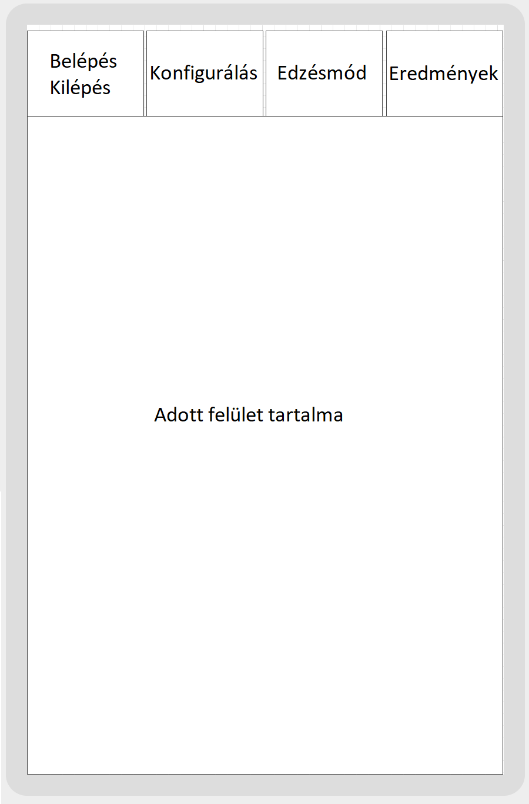 Belépés
Kilépés
Konfigurálás
Edzésmód
Eredmények
Adott felület tartalma